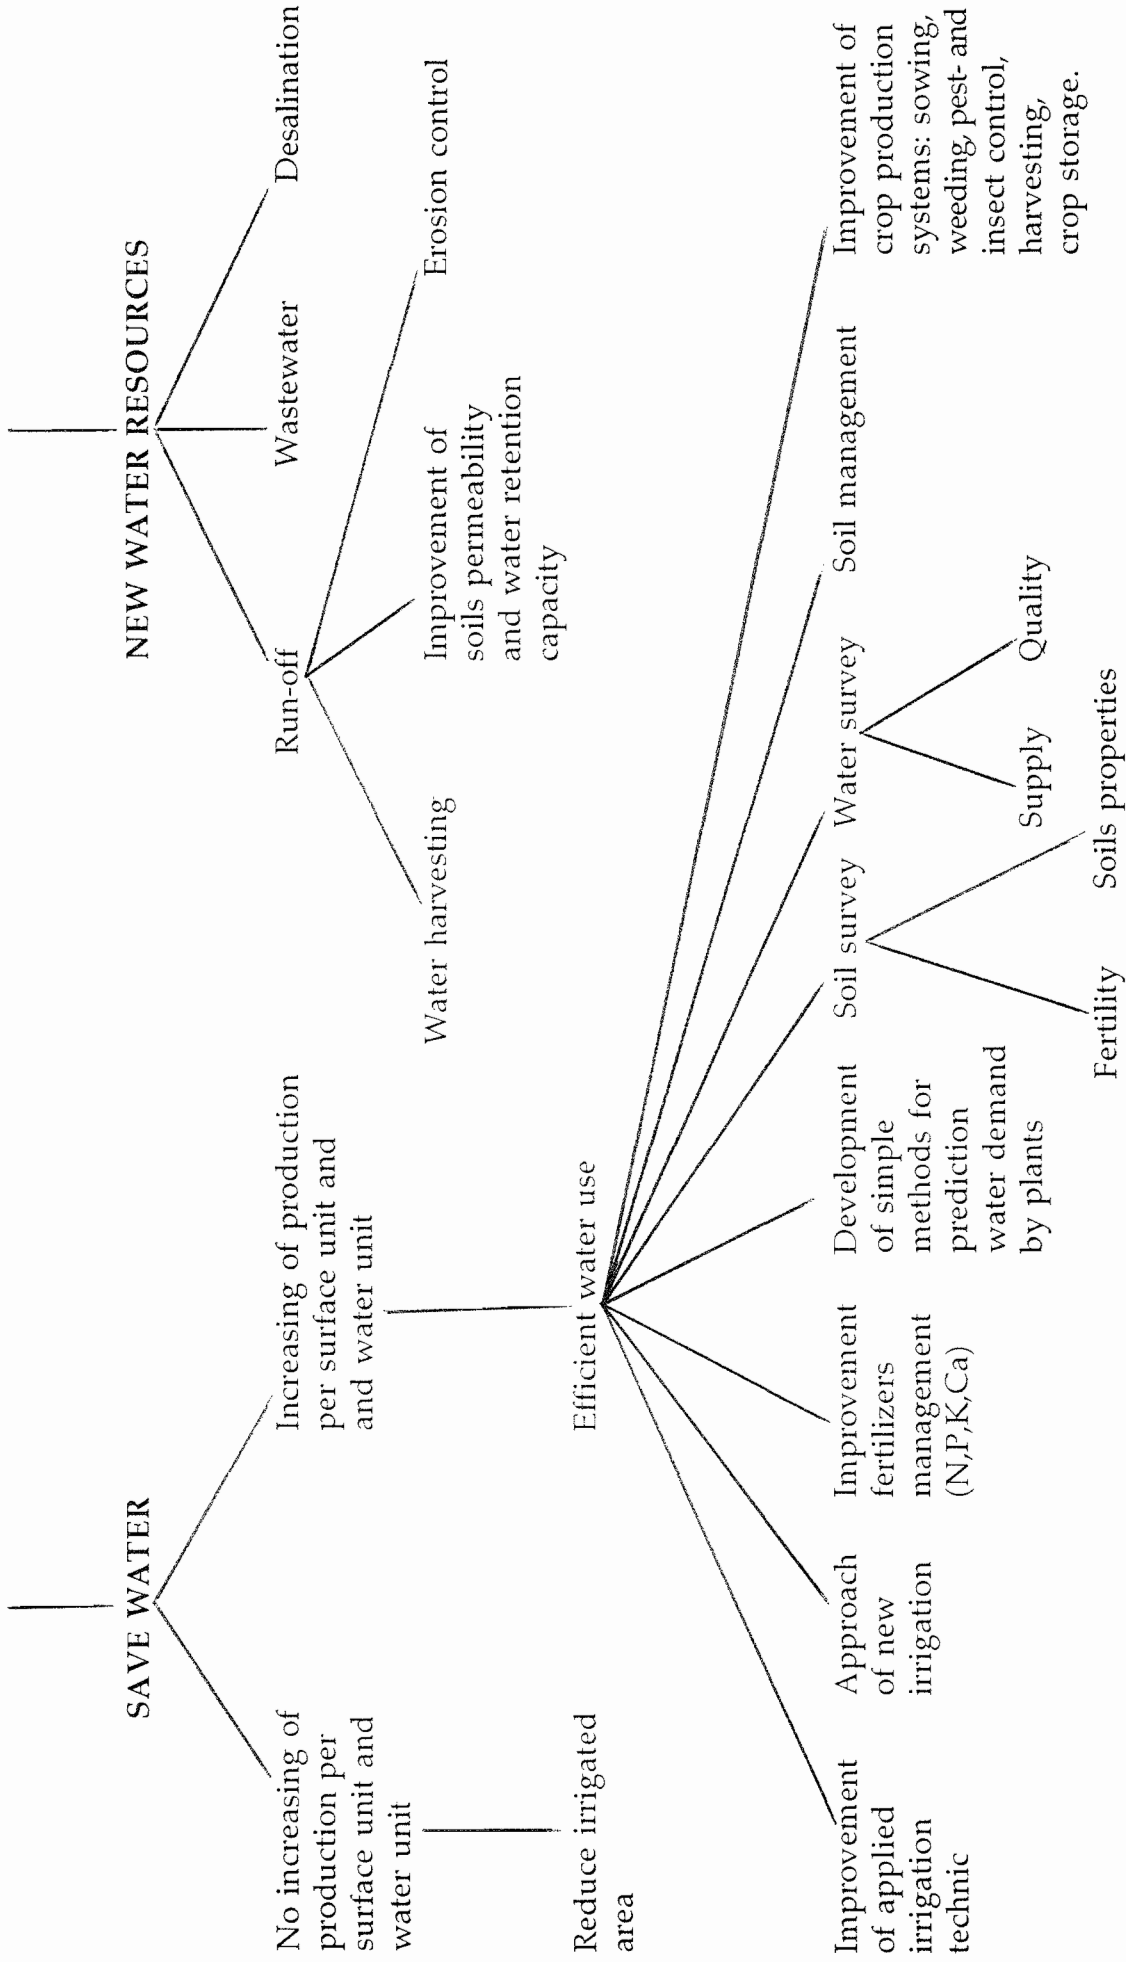 SAVE WATER
NEW WATER RESOURCES
No increasing of
production per
surface unit and
water unit
Increasing of production
per surface unit and
and water unit
Run-off
Wastewater
Desalination
Water harvesting
Improvement of
soils permeability
and water retention
capacity
Erosion control
Reduce irrigated
area
Efficient water use
Improvement
of applied
irrigation
technic
Approach
of new
irrigation
Improvement
fertilizers
management
(N,P,K,Ca)
Development
of simple
methods for
prediction
water demand
by plants
Soil survey
Water survey
Soil management
Improvement of
crop production
systems: sowing,
weeding, pest- and
insect control,
harvesting,
crop storage.
Supply
Quality
Fertility
Soils properties